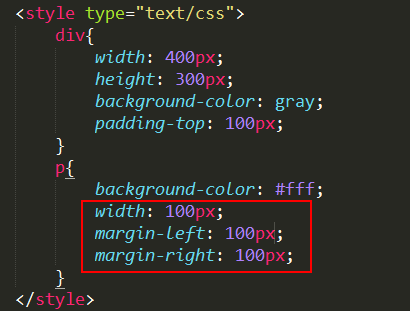 <style type="text/css">
div{
width: 400px;
height: 300px;
background-color: gray;
padding-top: 100px;
}
p{
background-color: #fff;
width: 100px;
margin-left: 100px;
margin-right: 100px;
}
</style>